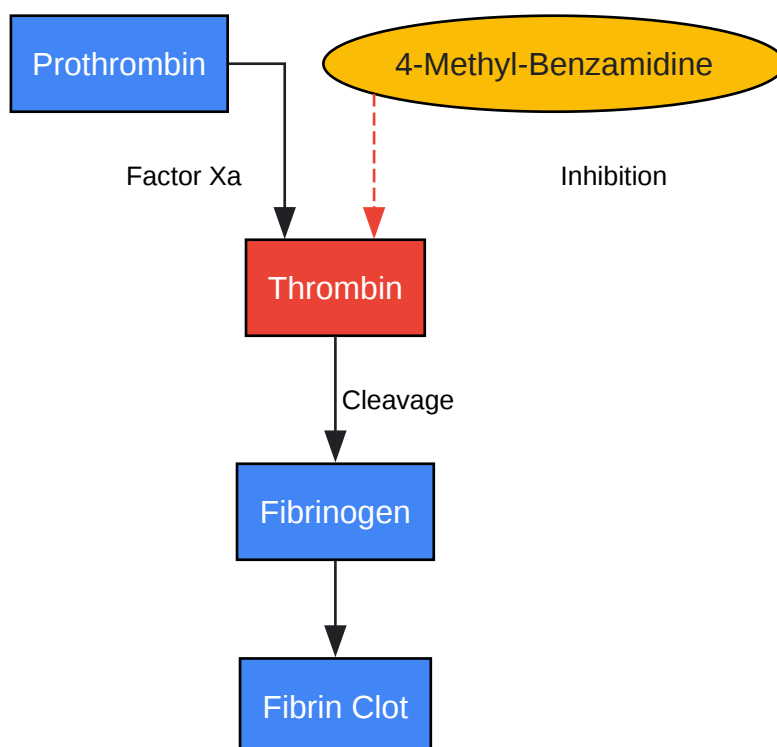 Prothrombin
4-Methyl-Benzamidine
Factor Xa
Inhibition
Thrombin
Cleavage
Fibrinogen
Fibrin Clot